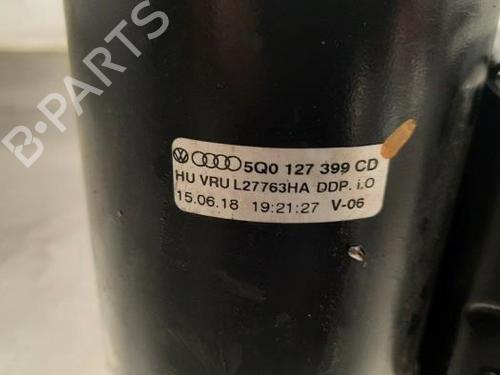 B-PARTS
5Q0 127 399 CD
HU VRU L27763HA DDP. i.O
15.06.18 19:21:27 V-06